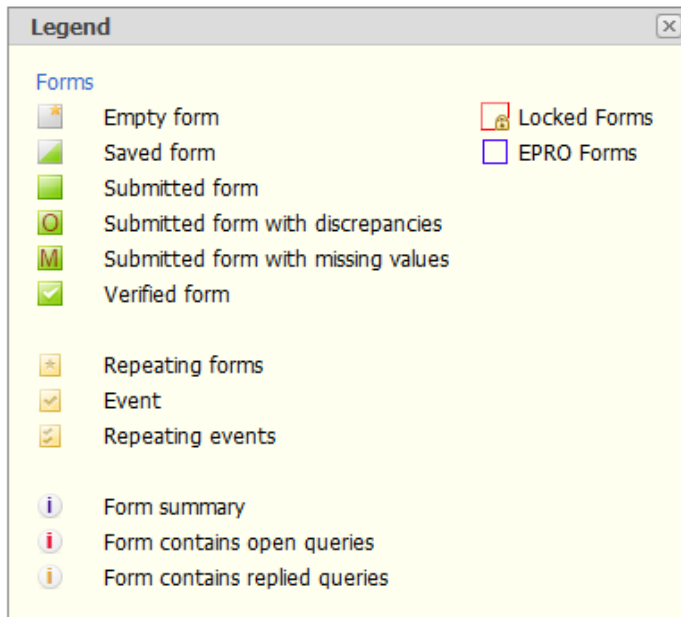 Legend
Forms
Empty form
Locked Forms
Saved form
EPRO Forms
Submitted form
O Submitted form with discrepancies
M Submitted form with missing values
Verified form
Repeating forms
Event
Repeating events
i Form summary
i Form contains open queries
i Form contains replied queries